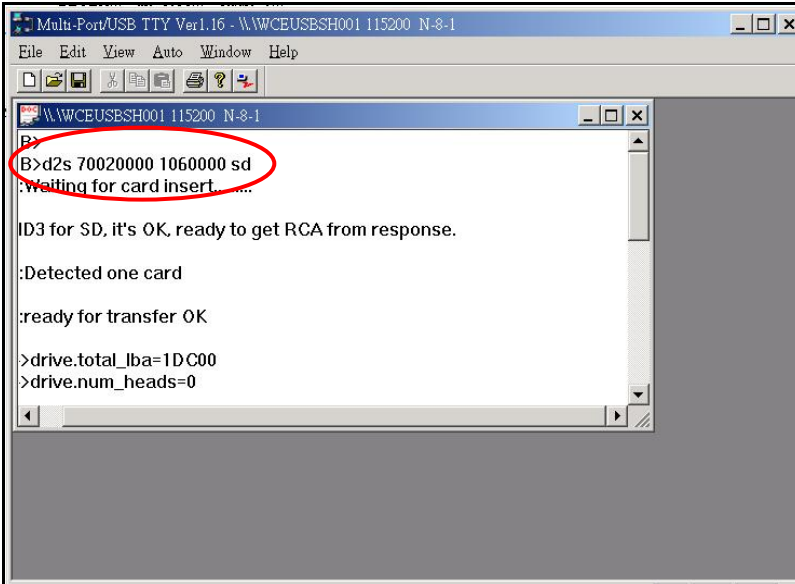 Multi-Port/USB TTY Ver1.16 - \\.\WCEUSBSH001 115200 N-8-1
File Edit View Auto Window Help
\\.\WCEUSBSH001 115200 N-8-1
B>
B>d2s 70020000 1060000 sd
:Waiting for card insert........
ID3 for SD, it's OK, ready to get RCA from response.
:Detected one card
:ready for transfer OK
>drive.total_lba=1DC00
>drive.num_heads=0